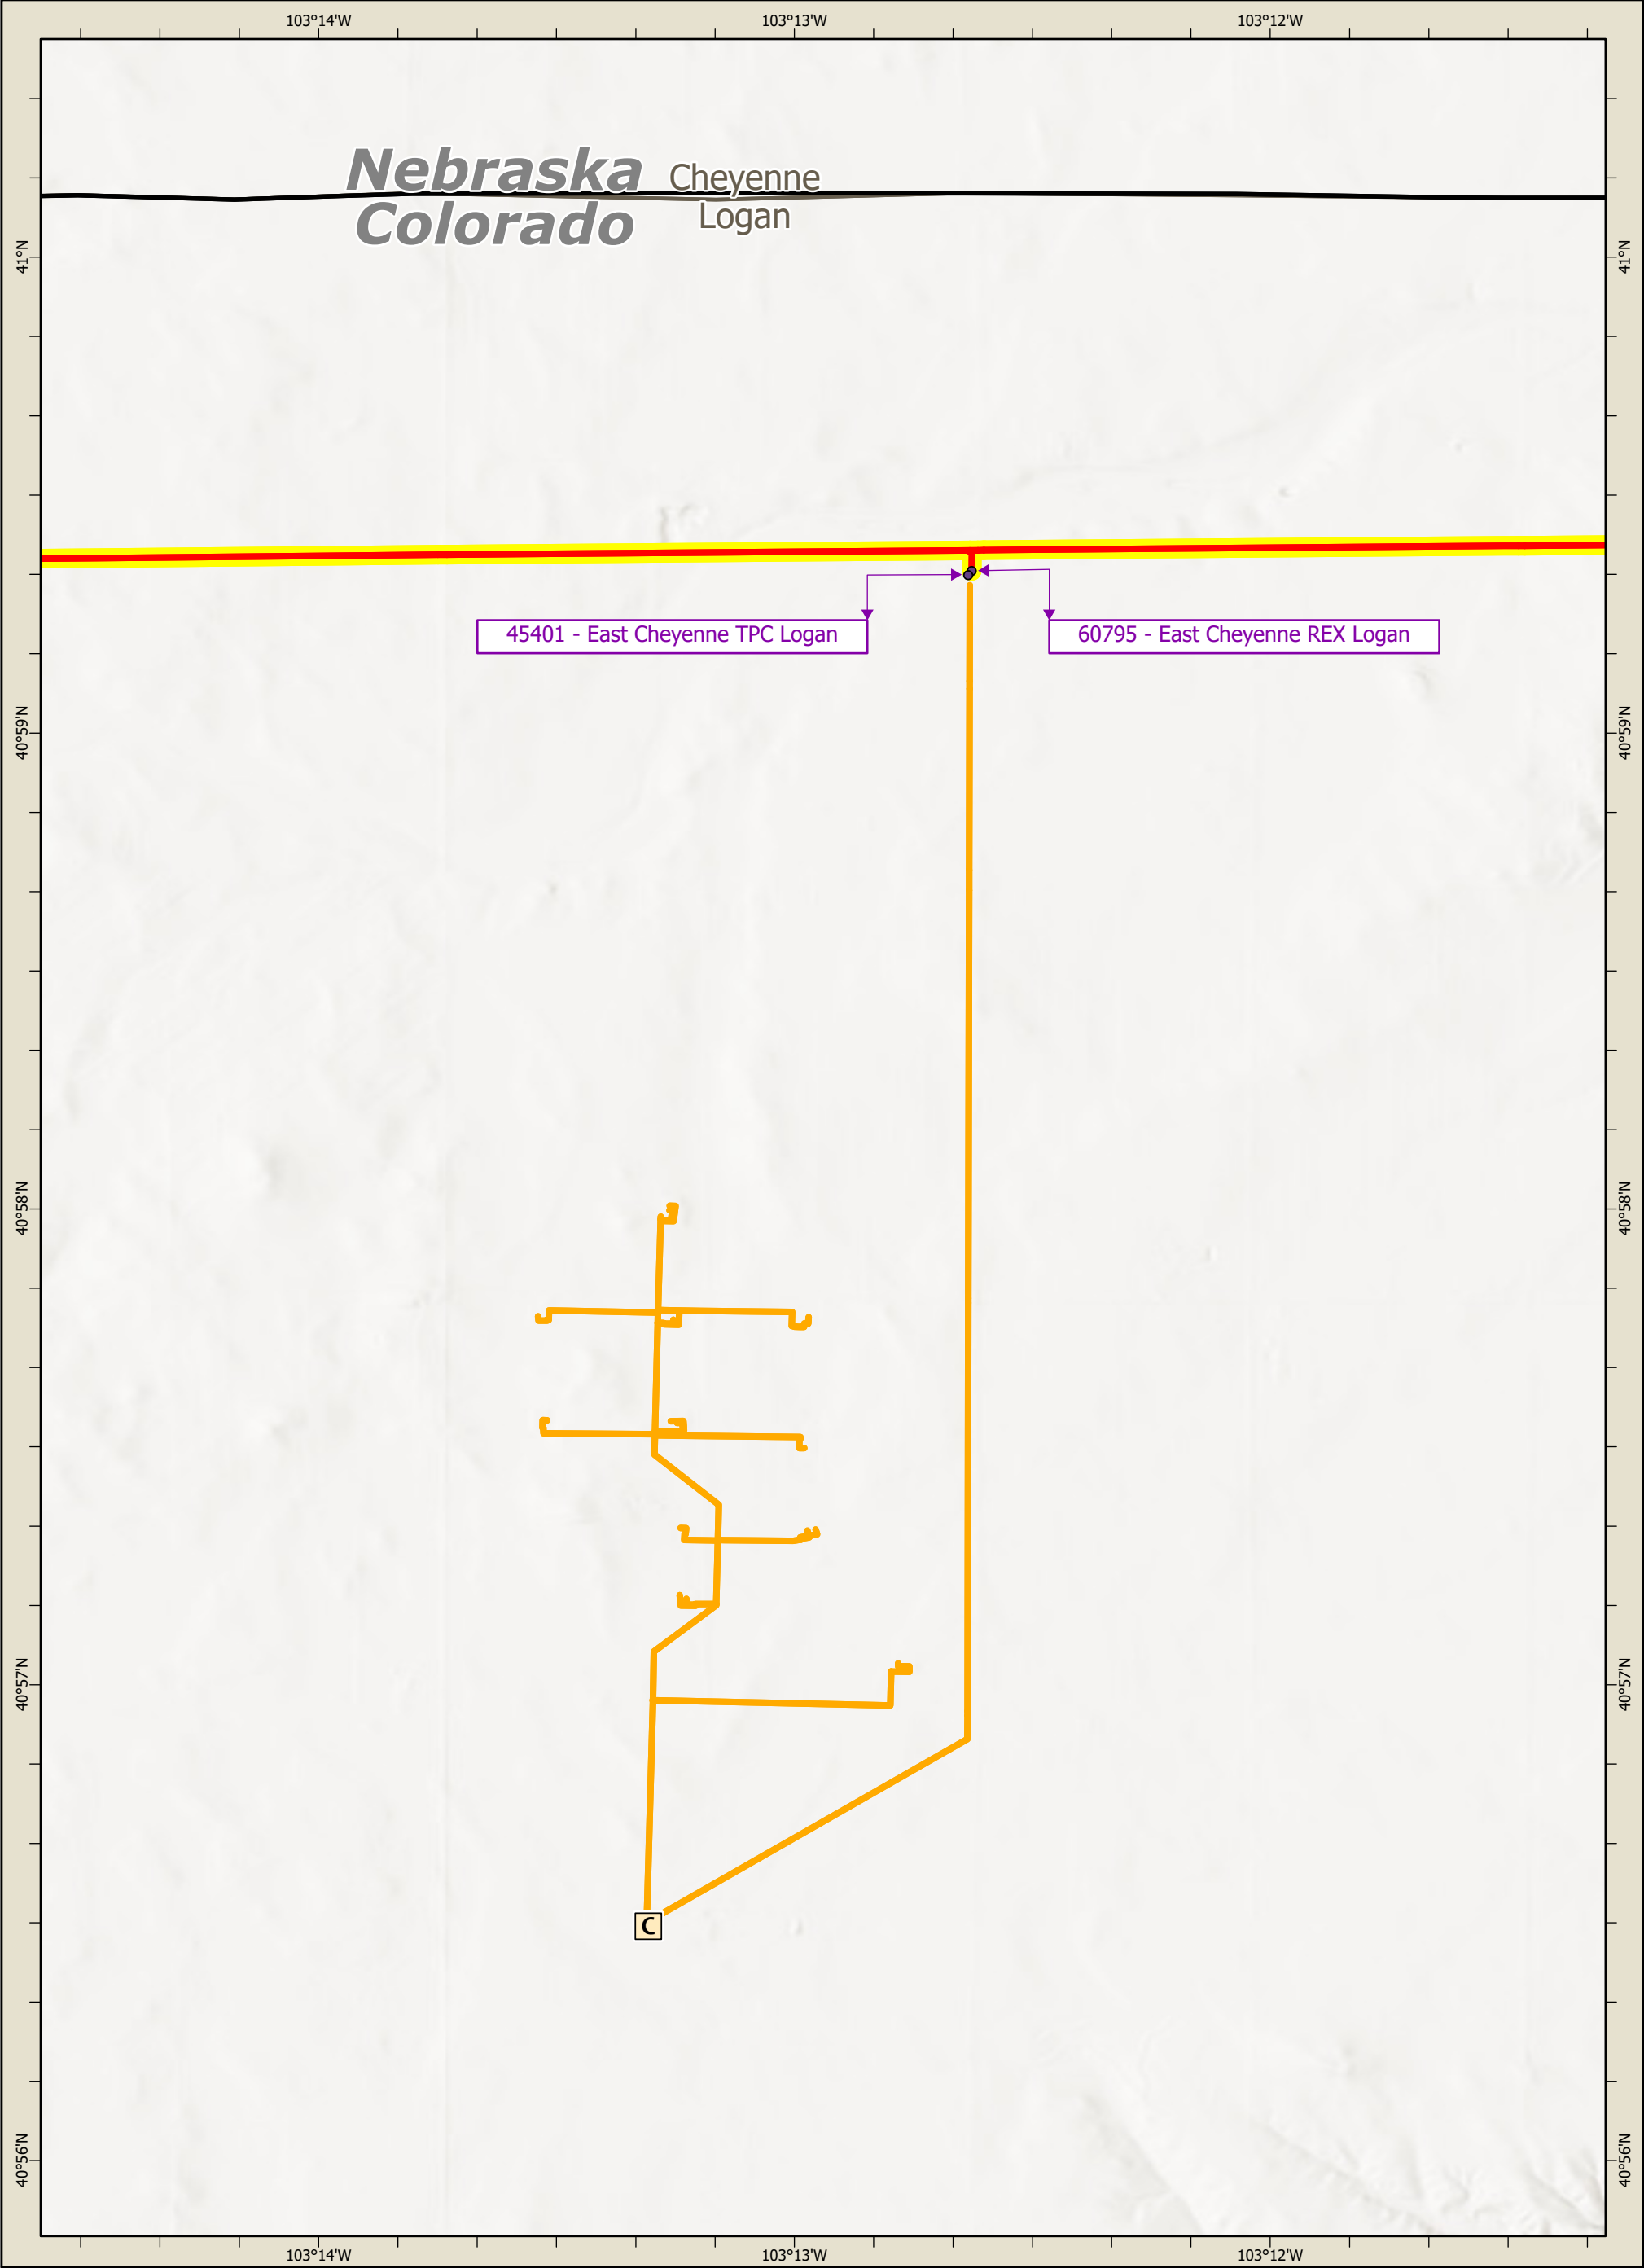 103°14'W 103°13'W 103°12'W
Nebraska
Cheyenne
Colorado
Logan
41°N 41°N
45401 - East Cheyenne TPC Logan
60795 - East Cheyenne REX Logan
40°59'N 40°59'N
40°58'N 40°58'N
40°57'N 40°57'N
C
40°56'N 40°56'N
103°14'W 103°13'W 103°12'W